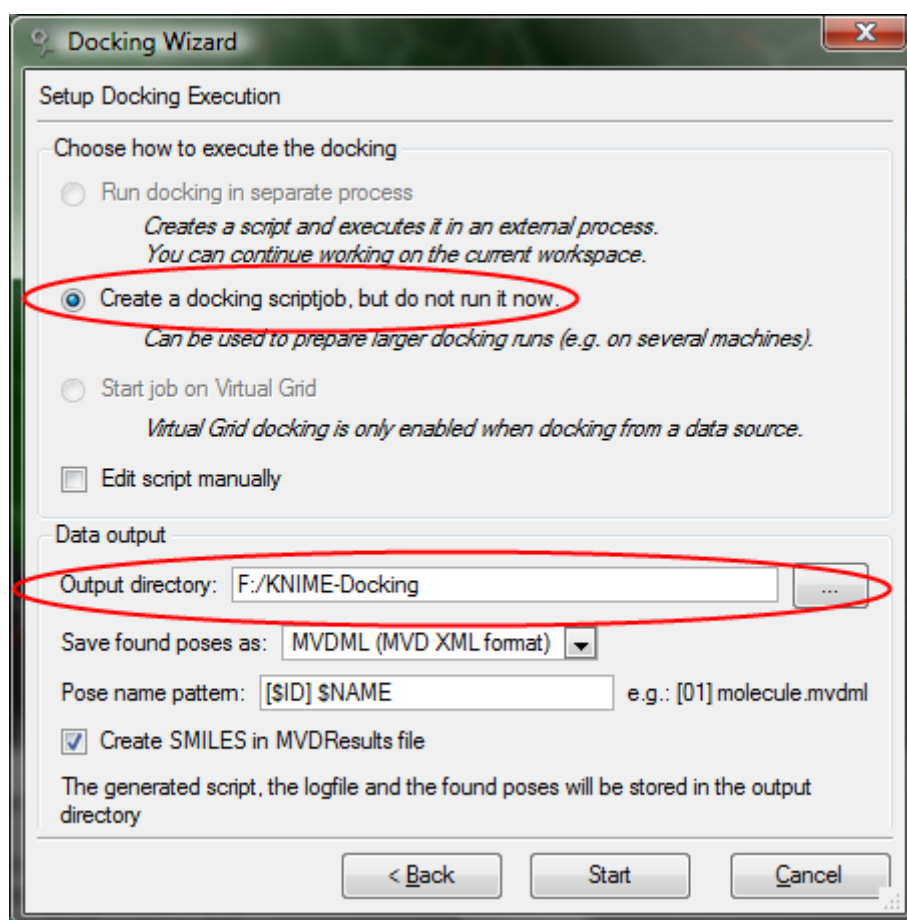 Docking Wizard
Setup Docking Execution
Choose how to execute the docking
Run docking in separate process
Creates a script and executes it in an external process.
You can continue working on the current workspace.
Create a docking scriptjob, but do not run it now.
Can be used to prepare larger docking runs (e.g. on several machines).
Start job on Virtual Grid
Virtual Grid docking is only enabled when docking from a data source.
Edit script manually
Data output
Output directory: F:/KNIME-Docking ...
Save found poses as: MVDML (MVD XML format)
Pose name pattern: [$ID] $NAME e.g.: [01] molecule.mvdml
Create SMILES in MVDResults file
The generated script, the logfile and the found poses will be stored in the output
directory
< Back Start Cancel